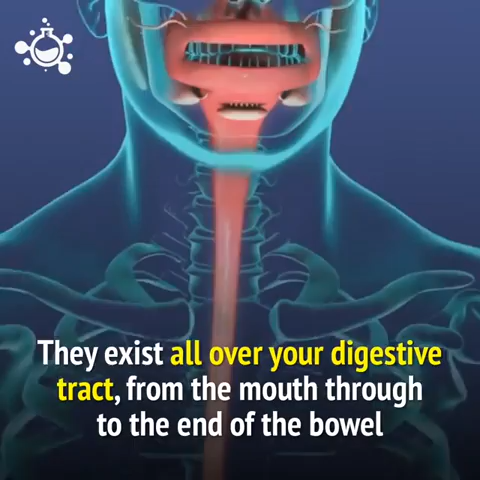 They exist all over your digestive
tract, from the mouth through
to the end of the bowel